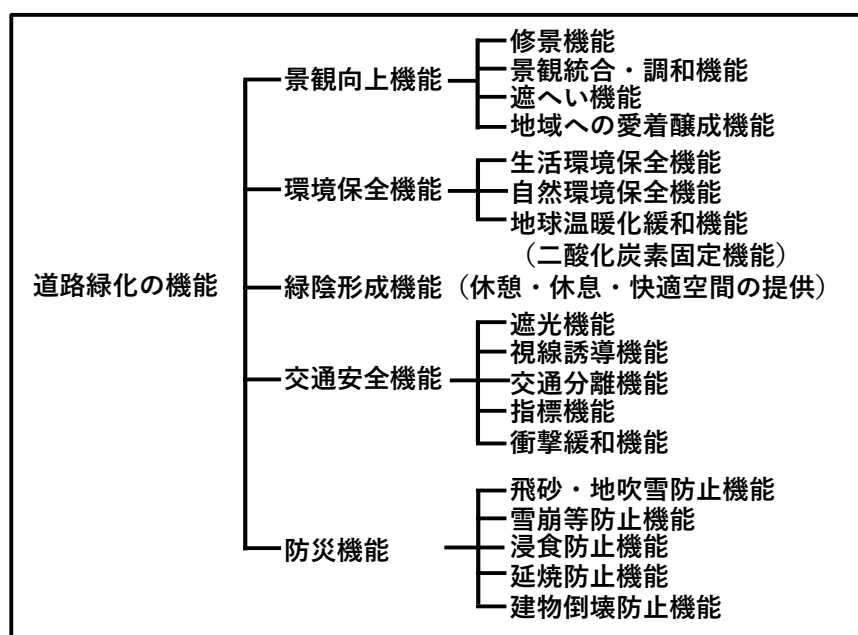 道路緑化の機能
景観向上機能
修景機能
景観統合・調和機能
遮へい機能
地域への愛着醸成機能
環境保全機能
生活環境保全機能
自然環境保全機能
地球温暖化緩和機能
（二酸化炭素固定機能）
緑陰形成機能（休憩・休息・快適空間の提供）
交通安全機能
遮光機能
視線誘導機能
交通分離機能
指標機能
衝撃緩和機能
防災機能
飛砂・地吹雪防止機能
雪崩等防止機能
浸食防止機能
延焼防止機能
建物倒壊防止機能